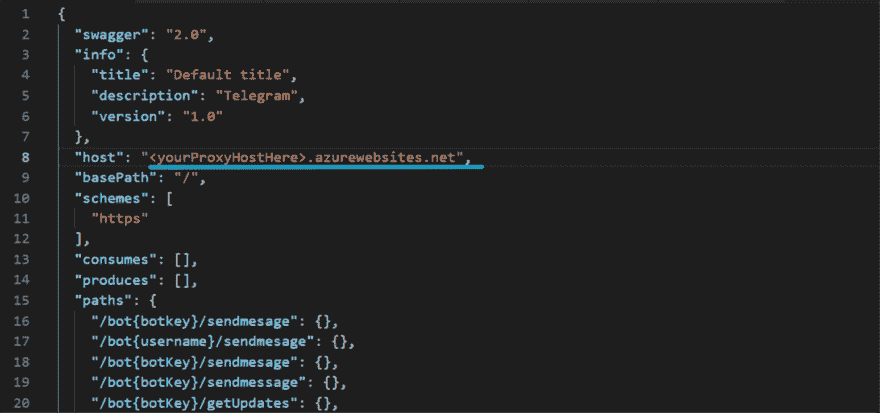 1 {
2 "swagger": "2.0",
3 "info": {
4 "title": "Default title",
5 "description": "Telegram",
6 "version": "1.0"
7 },
8 "host": "<yourProxyHostHere>.azurewebsites.net",
9 "basePath": "/",
10 "schemes": [
11 "https"
12 ],
13 "consumes": [],
14 "produces": [],
15 "paths": {
16 "/bot{botkey}/sendmesage": {},
17 "/bot{username}/sendmesage": {},
18 "/bot{botKey}/sendmesage": {},
19 "/bot{botKey}/sendmessage": {},
20 "/bot{botKey}/getUpdates": {},